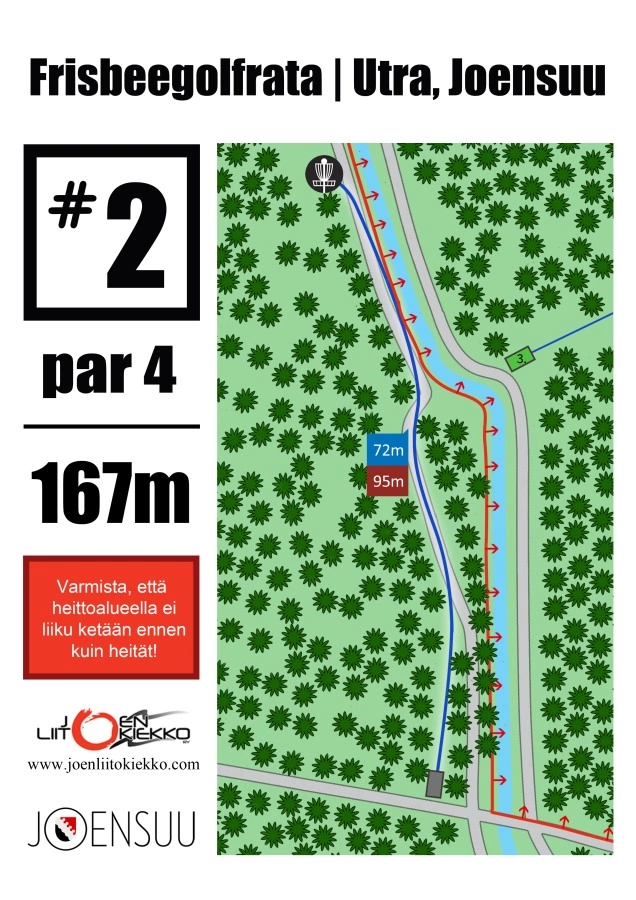 Frisbeegolfrata | Utra, Joensuu
#2
par 4
167m
Varmista, että
heittoalueella ei
liiku ketään ennen
kuin heität!
JOEN
LIITOKIEKKO
RY
www.joenliitokiekko.com
JOENSUU
3.
72m
95m